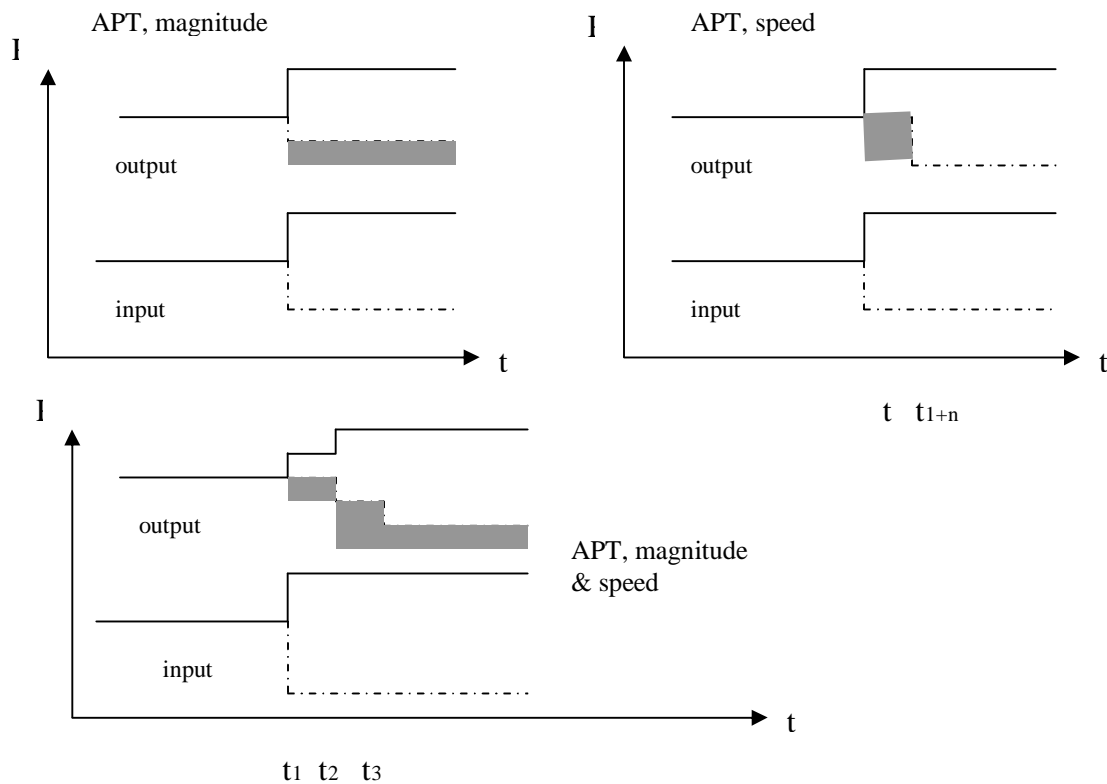 APT, magnitude
output
input
t
APT, speed
output
input
t
t t1+n
output
input
APT, magnitude
& speed
t
t1 t2 t3